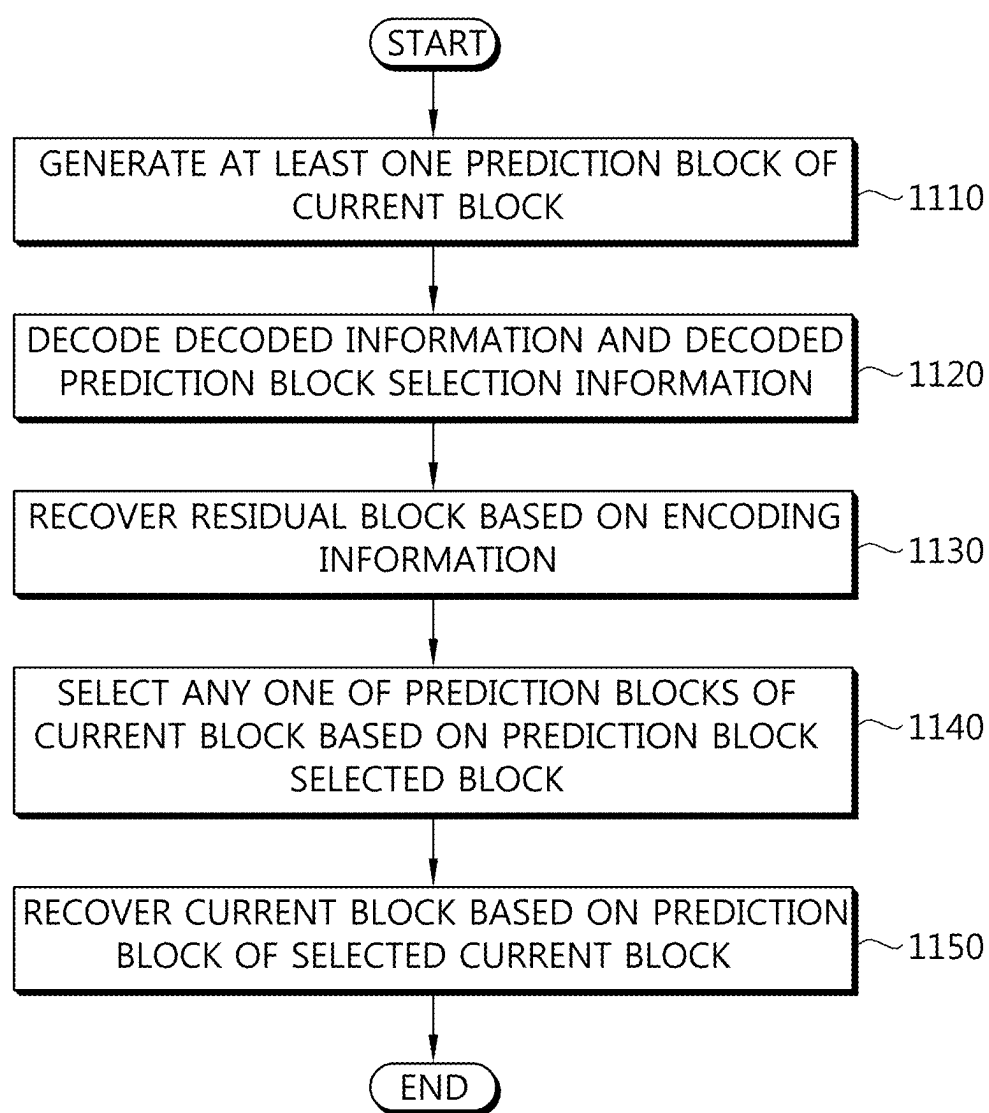 START
GENERATE AT LEAST ONE PREDICTION BLOCK OF
CURRENT BLOCK
1110
DECODE DECODED INFORMATION AND DECODED
PREDICTION BLOCK SELECTION INFORMATION
1120
RECOVER RESIDUAL BLOCK BASED ON ENCODING
INFORMATION
1130
SELECT ANY ONE OF PREDICTION BLOCKS OF
CURRENT BLOCK BASED ON PREDICTION BLOCK
SELECTED BLOCK
1140
RECOVER CURRENT BLOCK BASED ON PREDICTION
BLOCK OF SELECTED CURRENT BLOCK
1150
END